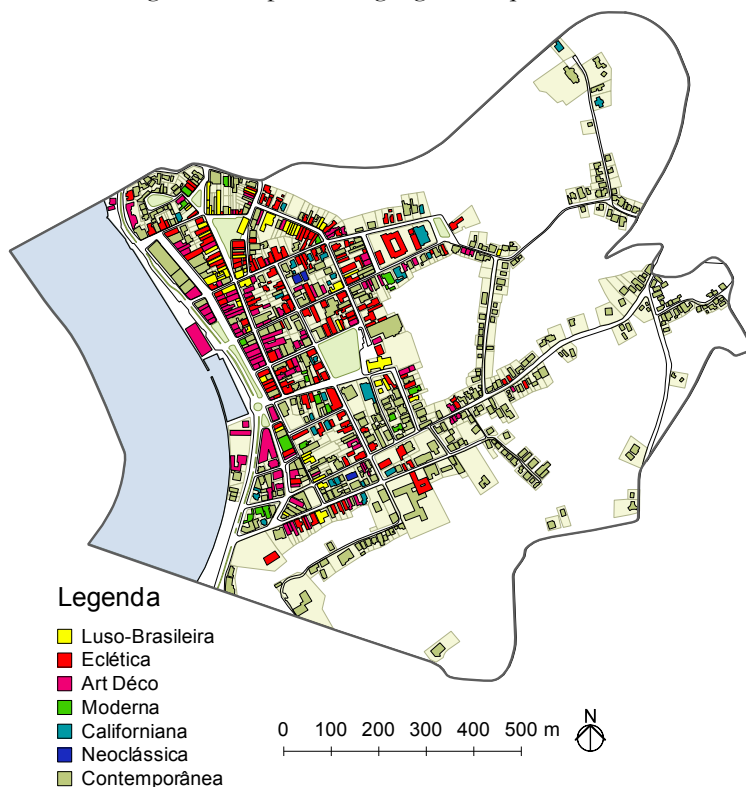 Legenda
Luso-Brasileira
Eclética
Art Déco
Moderna
Californiana
Neoclássica
Contemporânea
0 100 200 300 400 500 m
N